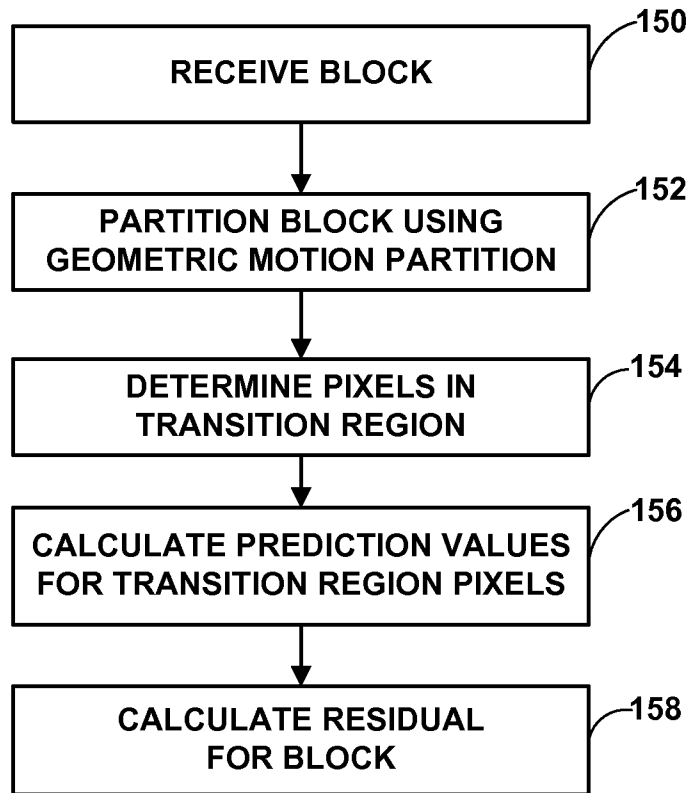 150
RECEIVE BLOCK
152
PARTITION BLOCK USING
GEOMETRIC MOTION PARTITION
154
DETERMINE PIXELS IN
TRANSITION REGION
156
CALCULATE PREDICTION VALUES
FOR TRANSITION REGION PIXELS
158
CALCULATE RESIDUAL
FOR BLOCK